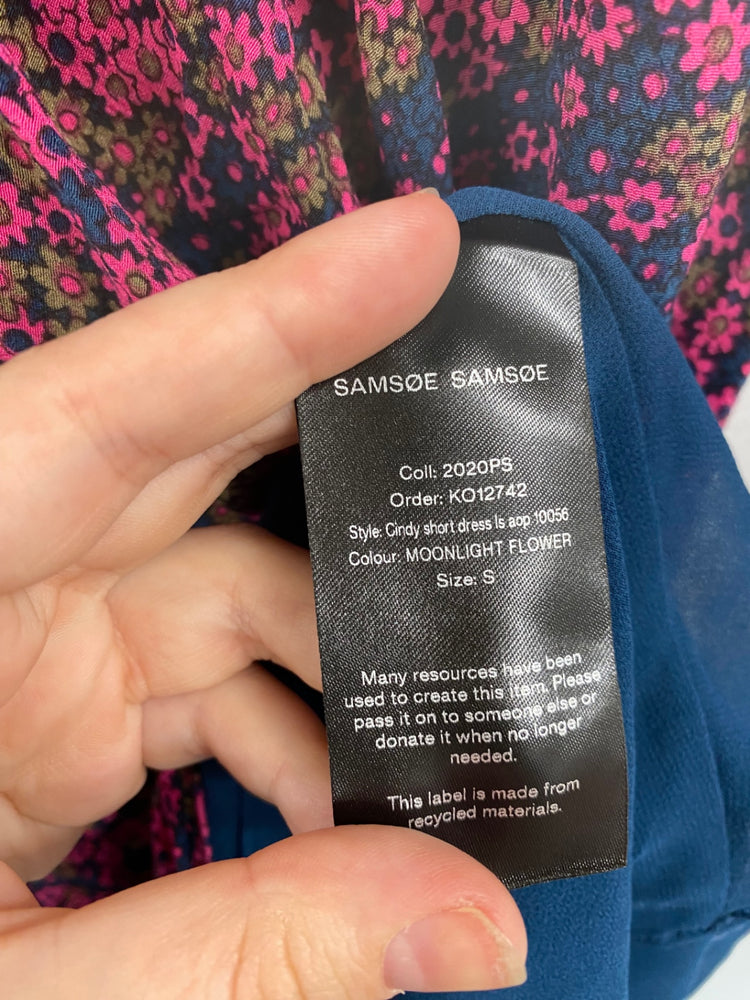 SAMSØE SAMSØE
Coll: 2020PS
Order: KO12742
Style: Cindy short dress ls aop 10056
Colour: MOONLIGHT FLOWER
Size: S
Many resources have been
used to create this item. Please
pass it on to someone else or
donate it when no longer
needed.
This label is made from
recycled materials.